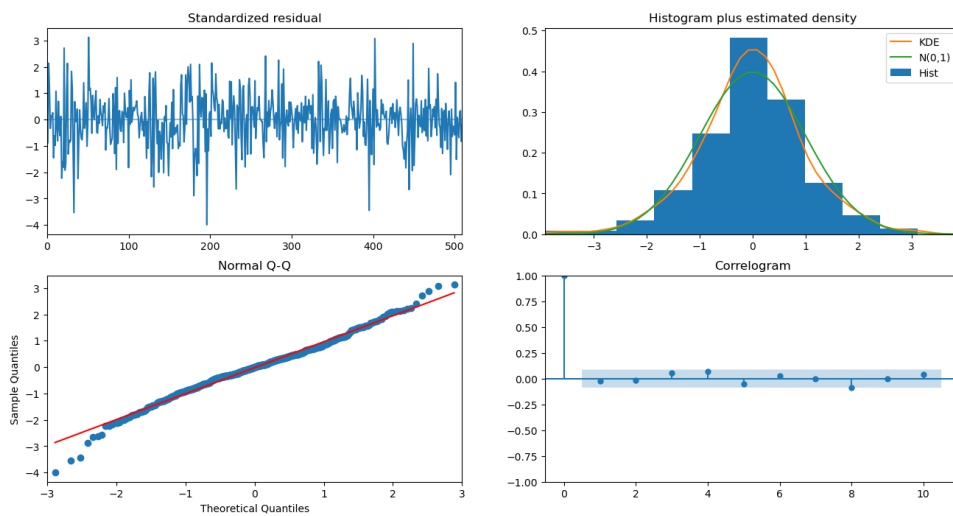 Standardized residual
3
2
1
0
−1
−2
−3
−4
0 100 200 300 400 500
Histogram plus estimated density
KDE
N(0,1)
Hist
0.5
0.4
0.3
0.2
0.1
0.0
−3 −2 −1 0 1 2 3
Normal Q-Q
Sample Quantiles
3
2
1
0
−1
−2
−3
−4
−3 −2 −1 0 1 2 3
Theoretical Quantiles
Correlogram
1.00
0.75
0.50
0.25
0.00
−0.25
−0.50
−0.75
−1.00
0 2 4 6 8 10